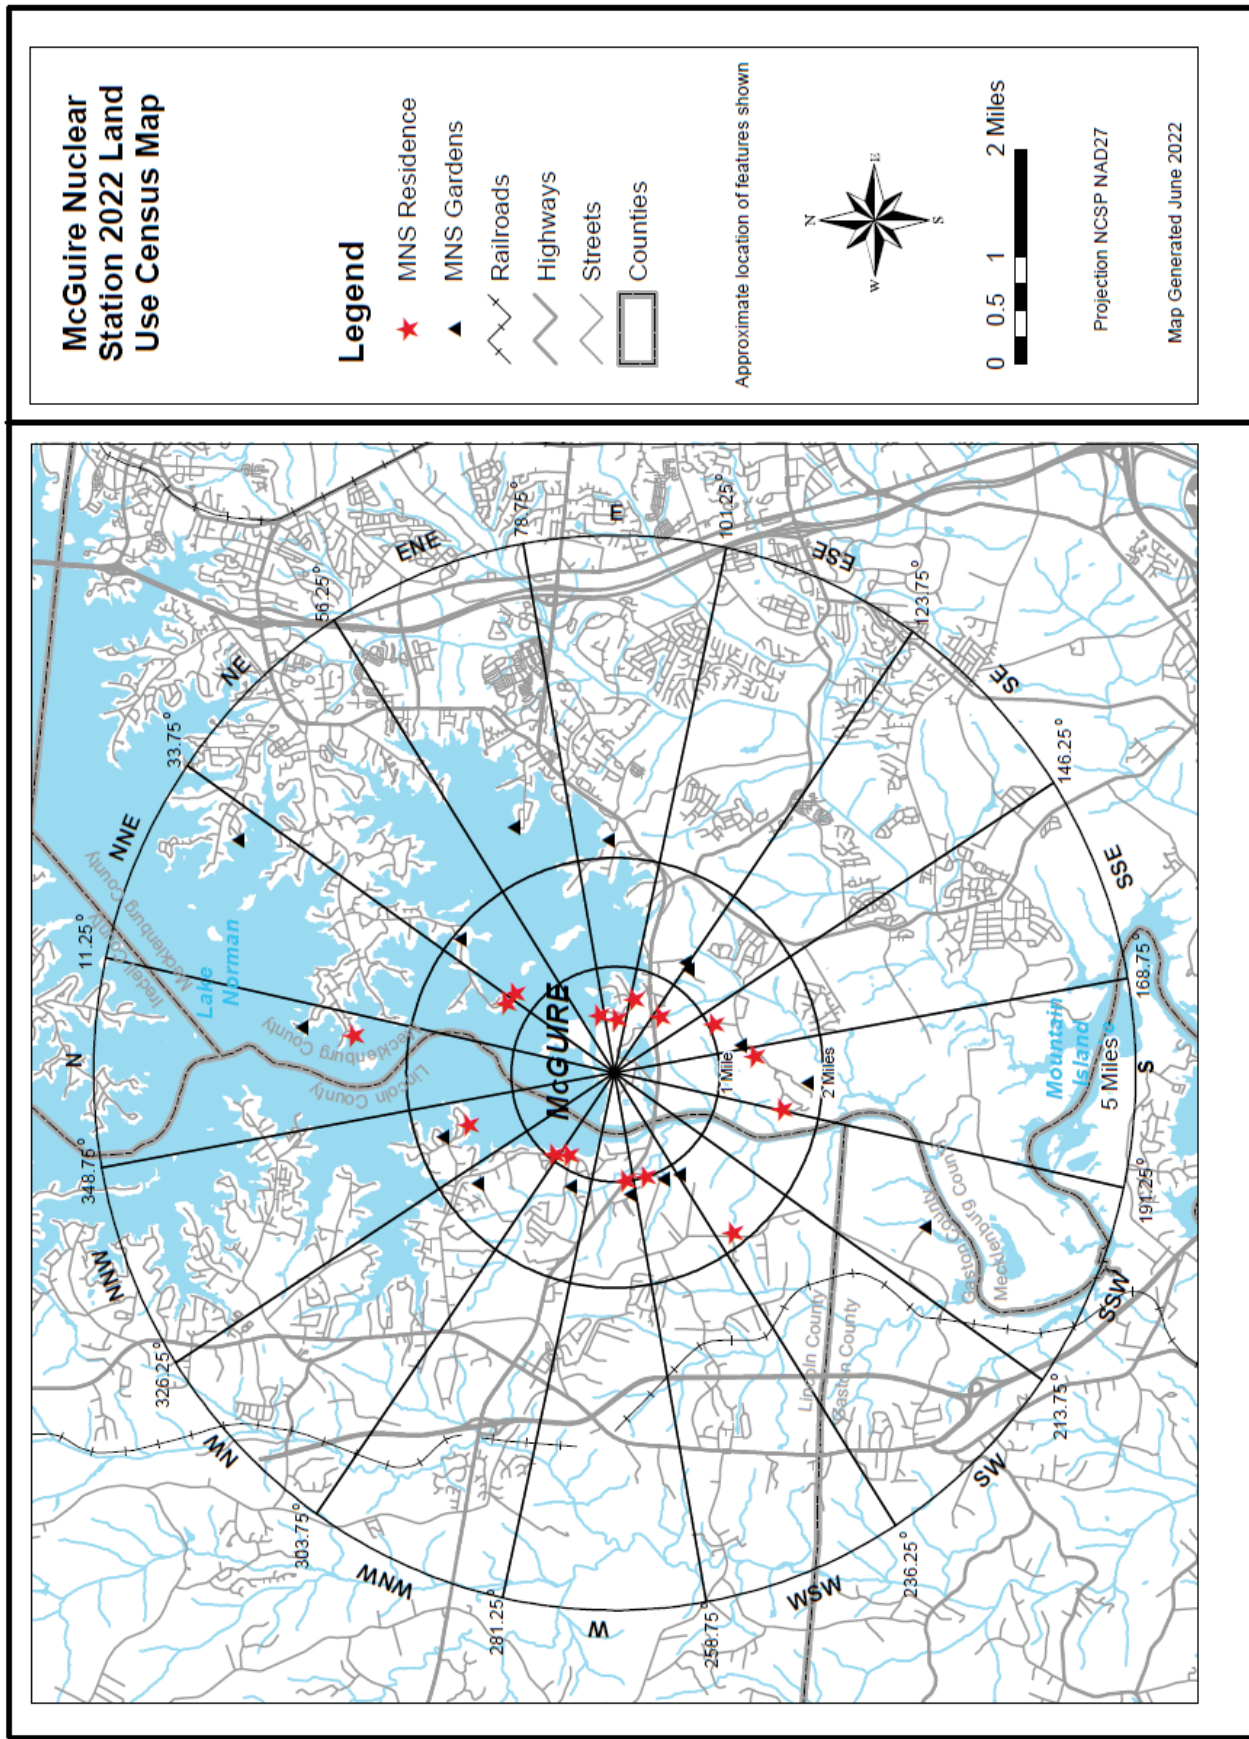 McGuire Nuclear
Station 2022 Land
Use Census Map
Legend
MNS Residence
MNS Gardens
Railroads
Highways
Streets
Counties
Approximate location of features shown
N
E
S
W
0 0.5 1 2 Miles
Projection NCSP NAD27
Map Generated June 2022
N
11.25°
NNE
33.75°
NE
56.25°
ENE
78.75°
E
101.25°
ESE
123.75°
SE
146.25°
SSE
168.75°
S
191.25°
SSW
213.75°
SW
236.25°
WSW
258.75°
W
281.25°
WNW
303.75°
NW
326.25°
NNW
348.75°
Iredell County
Mecklenburg County
Lake
Norman
Mecklenburg County
Lincoln County
McGUIRE
1 Mile
2 Miles
5 Miles
Mountain
Island
Gaston County
Mecklenburg County
Lincoln County
Gaston County